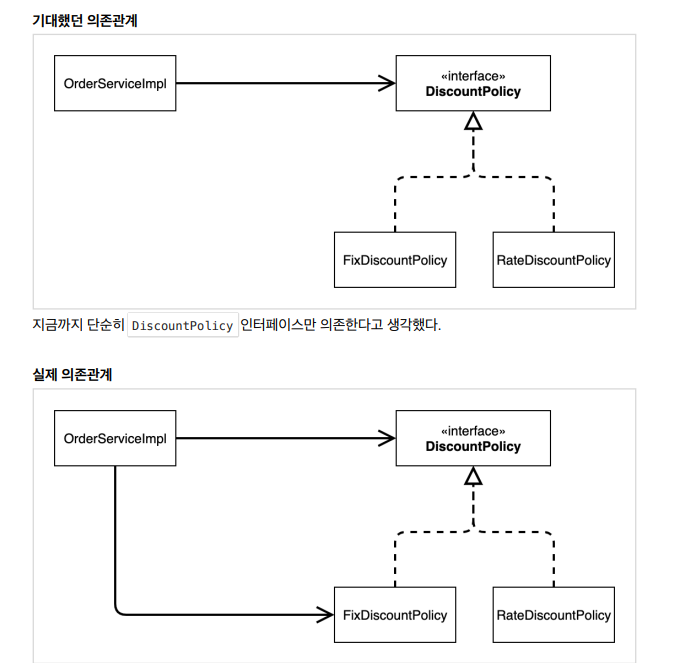 기대했던 의존관계
OrderServiceImpl
«interface»
DiscountPolicy
FixDiscountPolicy
RateDiscountPolicy
지금까지 단순히 DiscountPolicy 인터페이스만 의존한다고 생각했다.
실제 의존관계
OrderServiceImpl
«interface»
DiscountPolicy
FixDiscountPolicy
RateDiscountPolicy